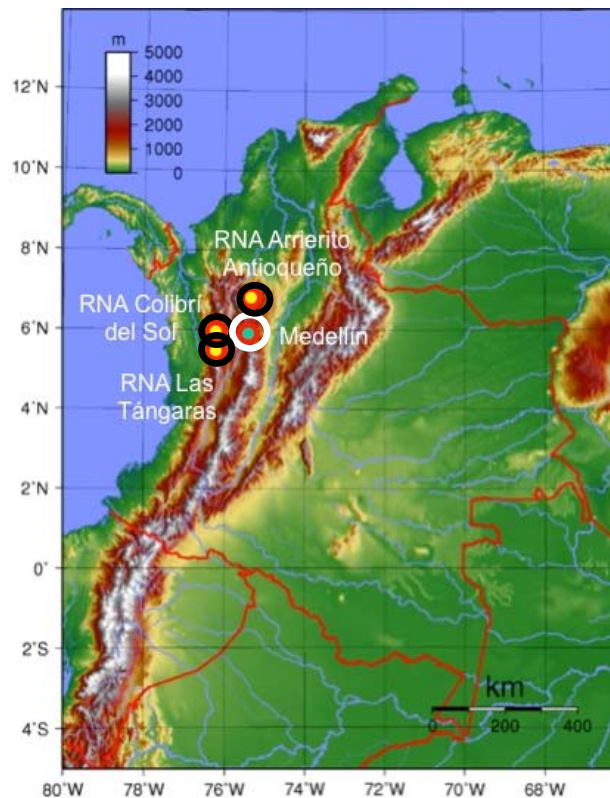 m
5000
4000
3000
2000
1000
0
12°N
10°N
8°N
6°N
4°N
2°N
0°
2°S
4°S
RNA Arrierito
Antioqueño
RNA Colibrí
del Sol
Medellín
RNA Las
Tángaras
km
0 200 400
80°W 78°W 76°W 74°W 72°W 70°W 68°W